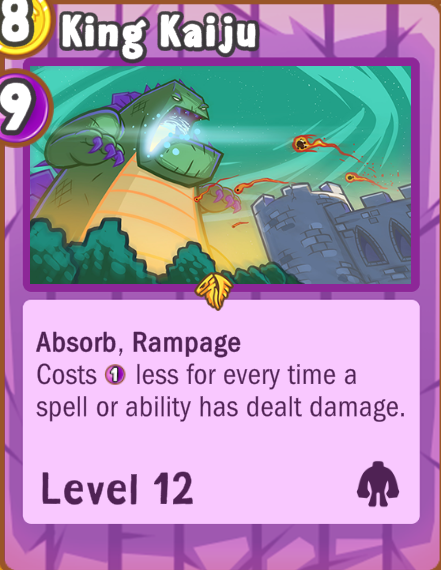 8
King Kaiju
9
Absorb, Rampage
Costs 1 less for every time a
spell or ability has dealt damage.
Level 12